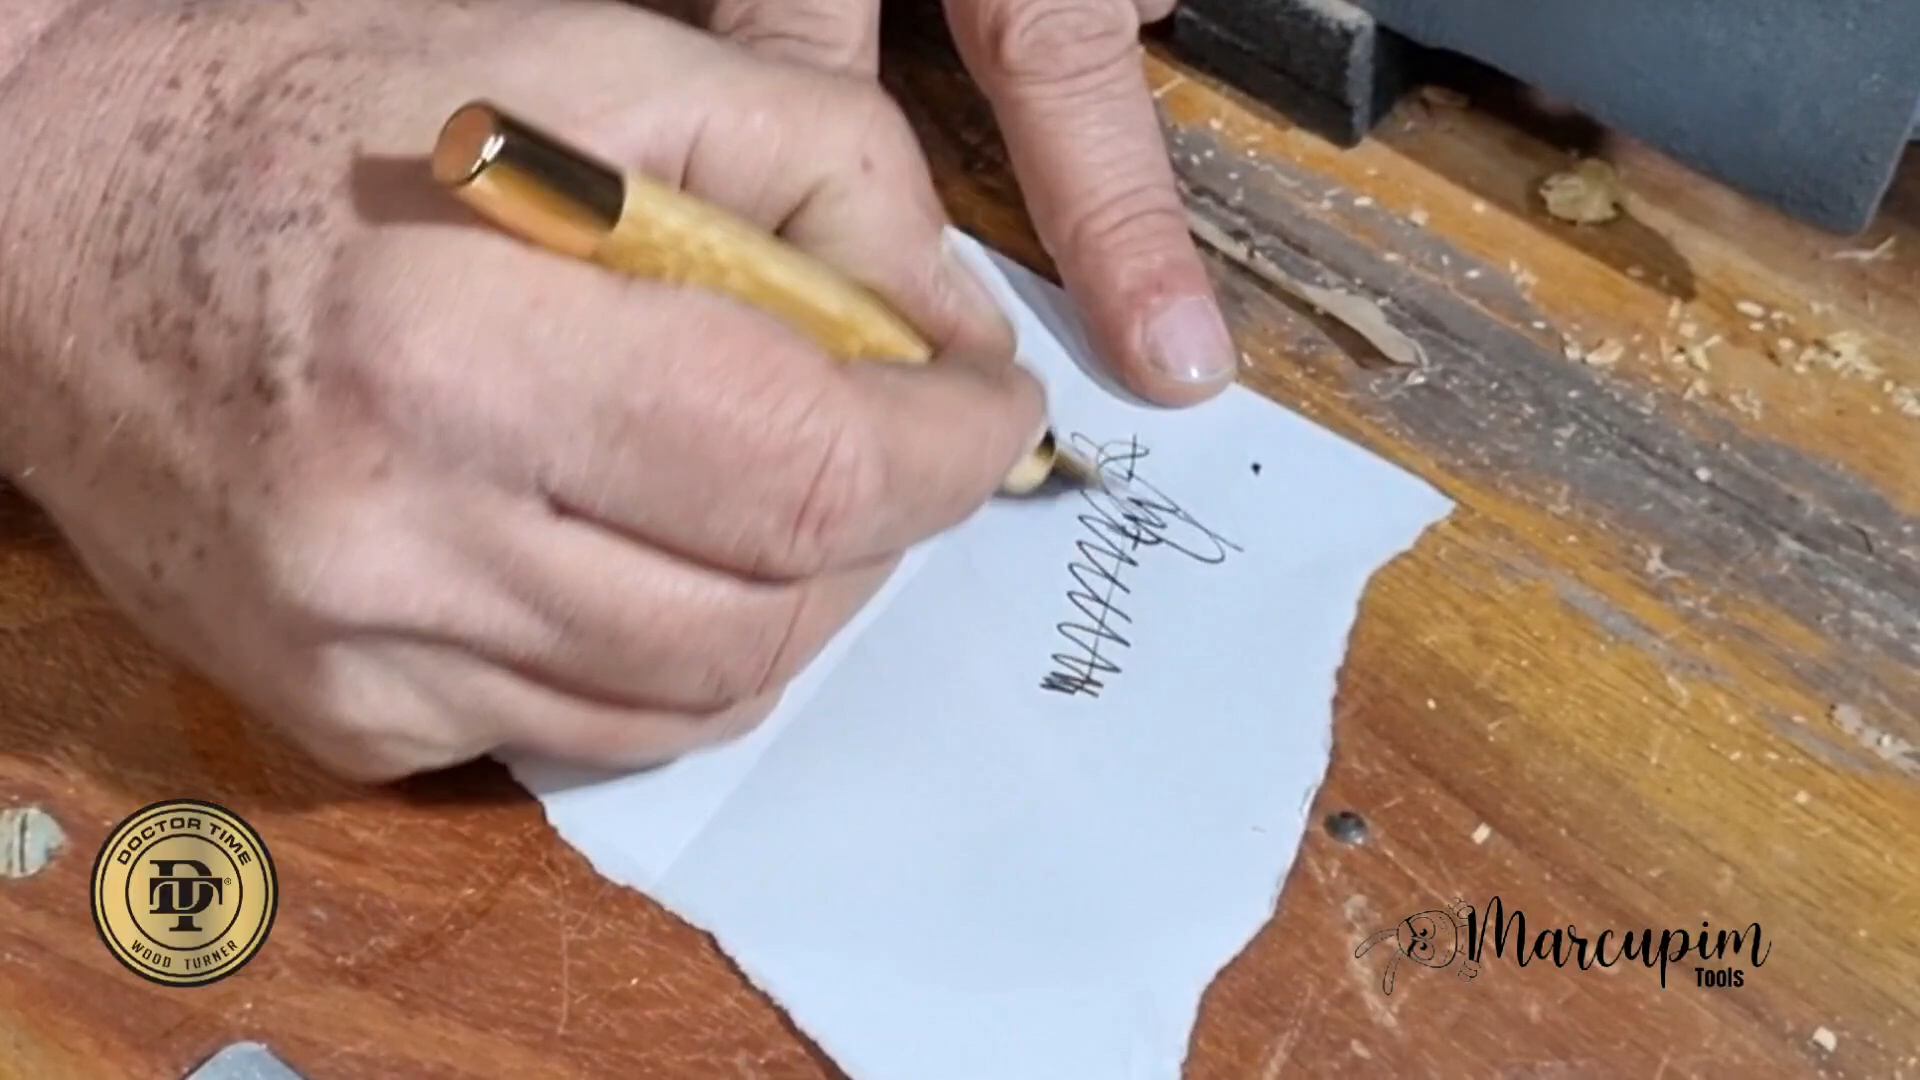 DOCTOR TIME
DT®
WOOD TURNER
Marcupim
Tools